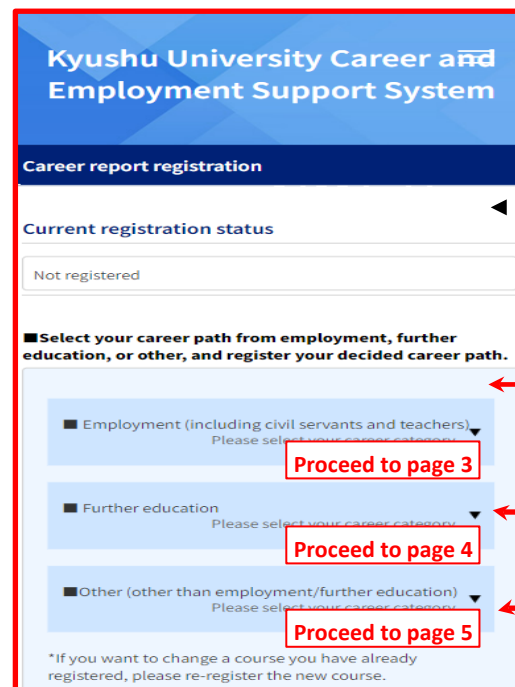 Kyushu University Career and
Employment Support System
Career report registration
Current registration status
Not registered
■Select your career path from employment, further
education, or other, and register your decided career path.
■ Employment (including civil servants and teachers)
Please select your career category
Proceed to page 3
■ Further education
Please select your career category
Proceed to page 4
■Other (other than employment/further education)
Please select your career category
Proceed to page 5
*If you want to change a course you have already
registered, please re-register the new course.